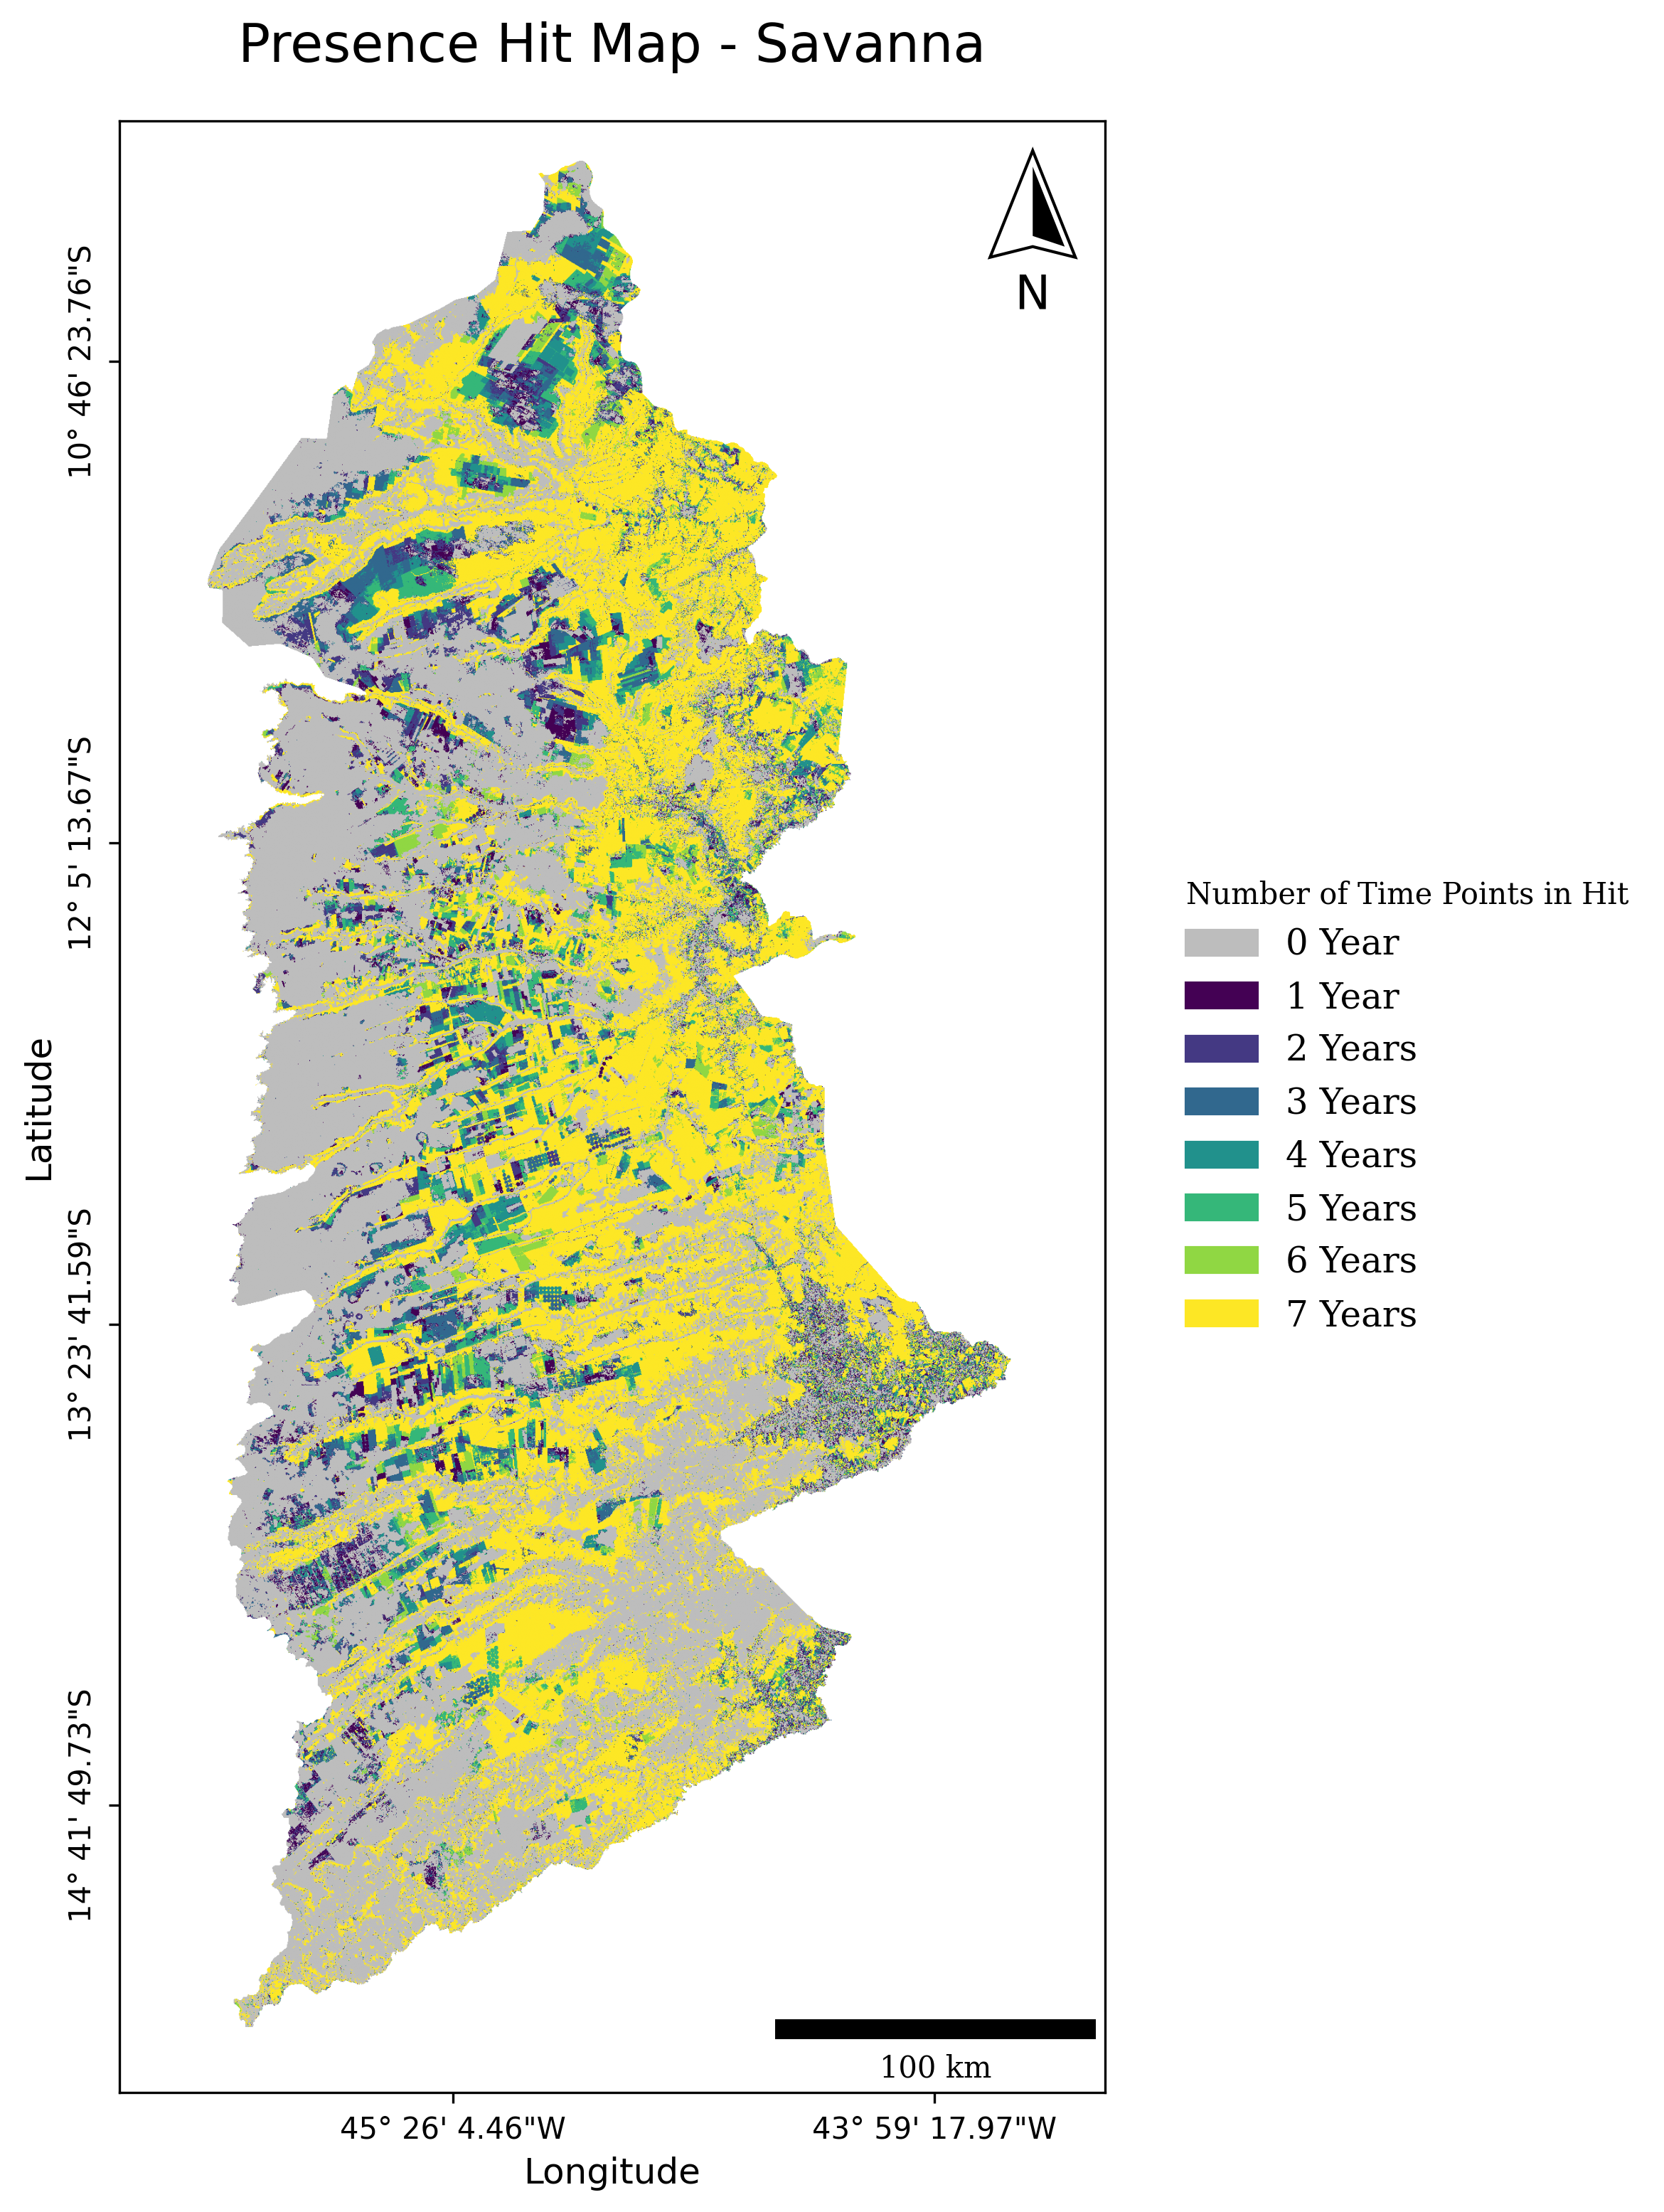 Presence Hit Map - Savanna
N
10° 46' 23.76"S
12° 5' 13.67"S
13° 23' 41.59"S
14° 41' 49.73"S
Latitude
Number of Time Points in Hit
0 Year
1 Year
2 Years
3 Years
4 Years
5 Years
6 Years
7 Years
100 km
45° 26' 4.46"W
43° 59' 17.97"W
Longitude